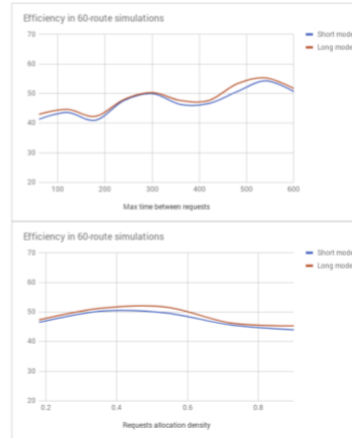 Efficiency in 60-route simulations
70
60
50
40
30
20
100
200
300
400
500
600
Short mode
Long mode
Max time between requests
Efficiency in 60-route simulations
70
60
50
40
30
20
0.2
0.4
0.6
0.8
Short mode
Long mode
Requests allocation density